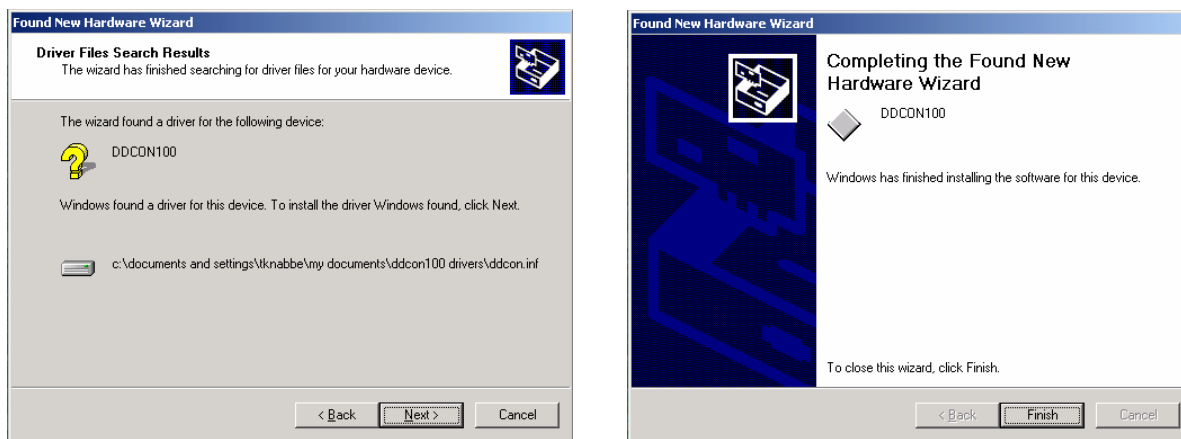 Found New Hardware Wizard
Driver Files Search Results
The wizard has finished searching for driver files for your hardware device.
The wizard found a driver for the following device:
DDCON100
Windows found a driver for this device. To install the driver Windows found, click Next.
c:\documents and settings\tknabbe\my documents\ddcon100 drivers\ddcon.inf
< Back
Next >
Cancel
Found New Hardware Wizard
Completing the Found New
Hardware Wizard
DDCON100
Windows has finished installing the software for this device.
To close this wizard, click Finish.
< Back
Finish
Cancel